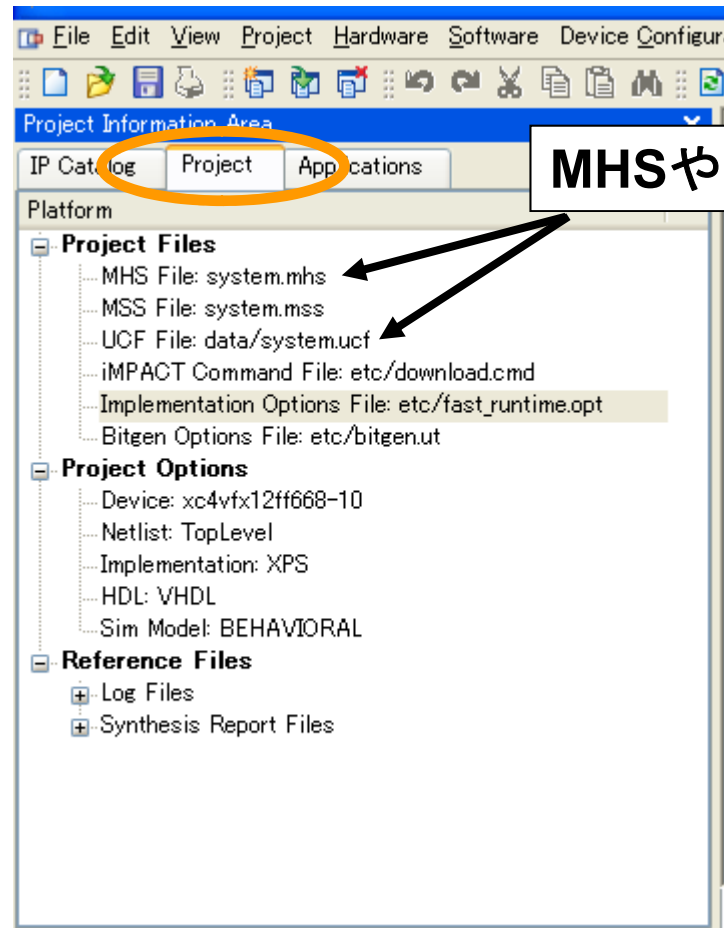 File Edit View Project Hardware Software Device Configur
Project Information Area
IP Catalog Project Applications
MHSや
Platform
Project Files
MHS File: system.mhs
MSS File: system.mss
UCF File: data/system.ucf
iMPACT Command File: etc/download.cmd
Implementation Options File: etc/fast_runtime.opt
Bitgen Options File: etc/bitgen.ut
Project Options
Device: xc4vfx12ff668-10
Netlist: TopLevel
Implementation: XPS
HDL: VHDL
Sim Model: BEHAVIORAL
Reference Files
Log Files
Synthesis Report Files